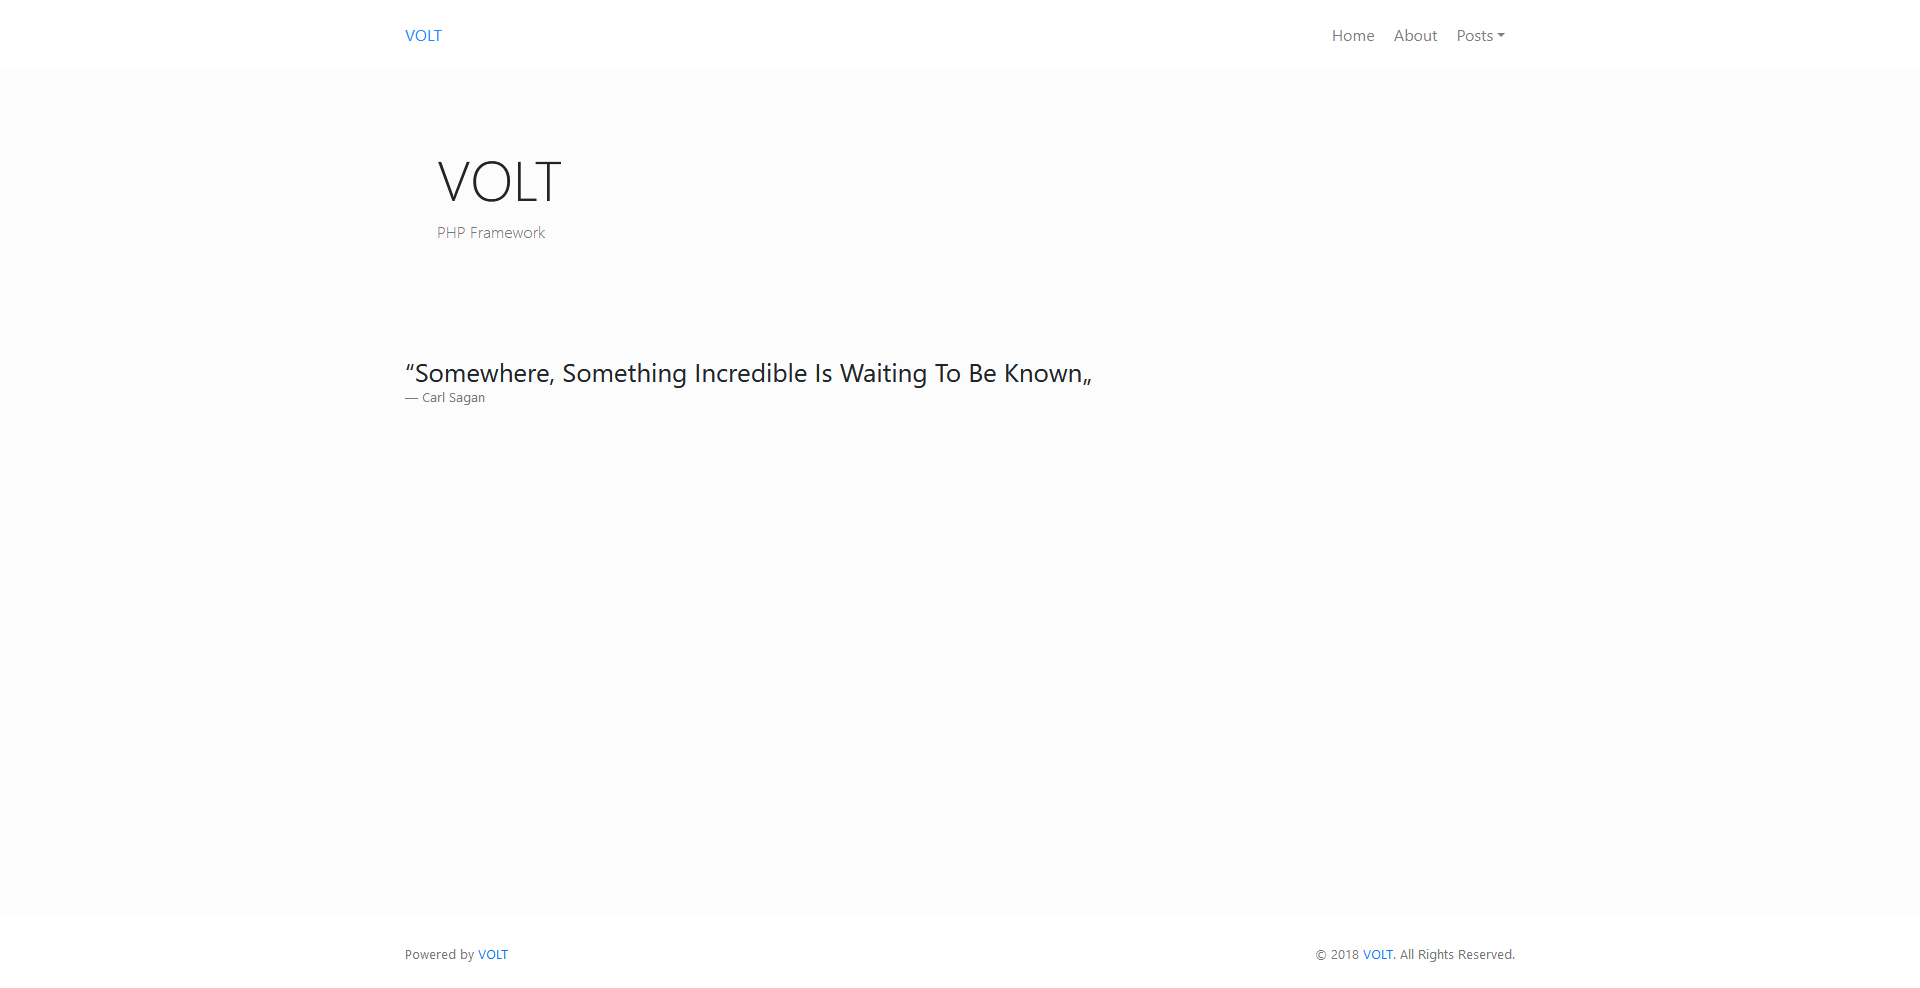 VOLT Home About Posts
VOLT
PHP Framework
“Somewhere, Something Incredible Is Waiting To Be Known„
— Carl Sagan
Powered by VOLT © 2018 VOLT. All Rights Reserved.